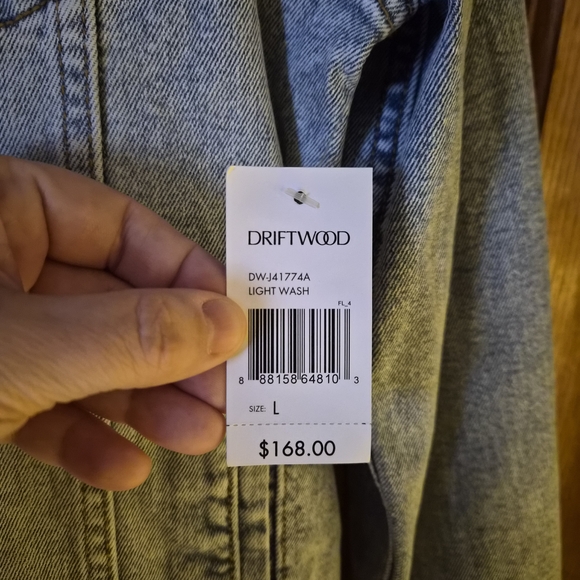 DRIFTWOOD
DW-J41774A
LIGHT WASH
FL_4
8 88158 64810 3
SIZE: L
$168.00